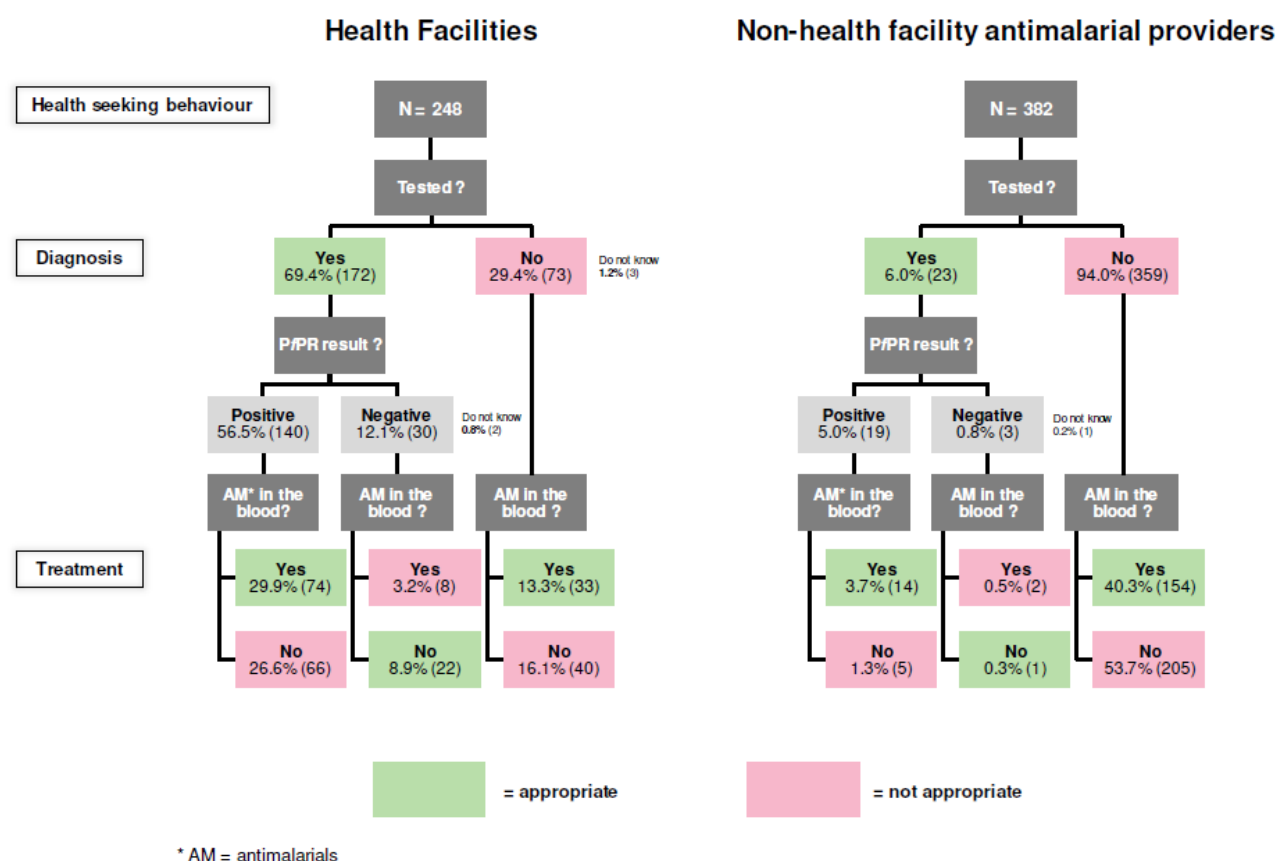 Health Facilities
Non-health facility antimalarial providers
Health seeking behaviour
N = 248
N = 382
Tested ?
Tested ?
Diagnosis
Yes
69.4% (172)
No
29.4% (73)
Do not know
1.2% (3)
Yes
6.0% (23)
No
94.0% (359)
PfPR result ?
PfPR result ?
Positive
56.5% (140)
Negative
12.1% (30)
Do not know
0.8% (2)
Positive
5.0% (19)
Negative
0.8% (3)
Do not know
0.2% (1)
AM* in the
blood?
AM in the
blood ?
AM in the
blood ?
AM* in the
blood?
AM in the
blood ?
AM in the
blood ?
Treatment
Yes
29.9% (74)
Yes
3.2% (8)
Yes
13.3% (33)
Yes
3.7% (14)
Yes
0.5% (2)
Yes
40.3% (154)
No
26.6% (66)
No
8.9% (22)
No
16.1% (40)
No
1.3% (5)
No
0.3% (1)
No
53.7% (205)
= appropriate
= not appropriate
* AM = antimalarials